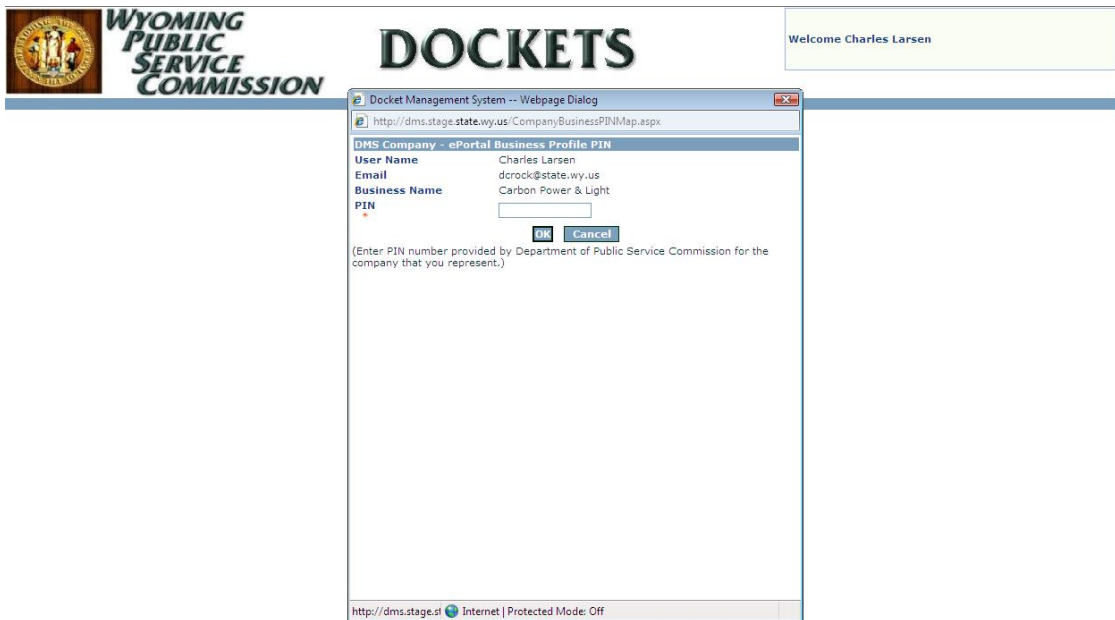 WYOMING
PUBLIC
SERVICE
COMMISSION
DOCKETS
Welcome Charles Larsen
Docket Management System -- Webpage Dialog
http://dms.stage.state.wy.us/CompanyBusinessPINMap.aspx
DMS Company - ePortal Business Profile PIN
User Name Charles Larsen
Email dcrock@state.wy.us
Business Name Carbon Power & Light
PIN
*
OK Cancel
(Enter PIN number provided by Department of Public Service Commission for the
company that you represent.)
http://dms.stage.st Internet | Protected Mode: Off